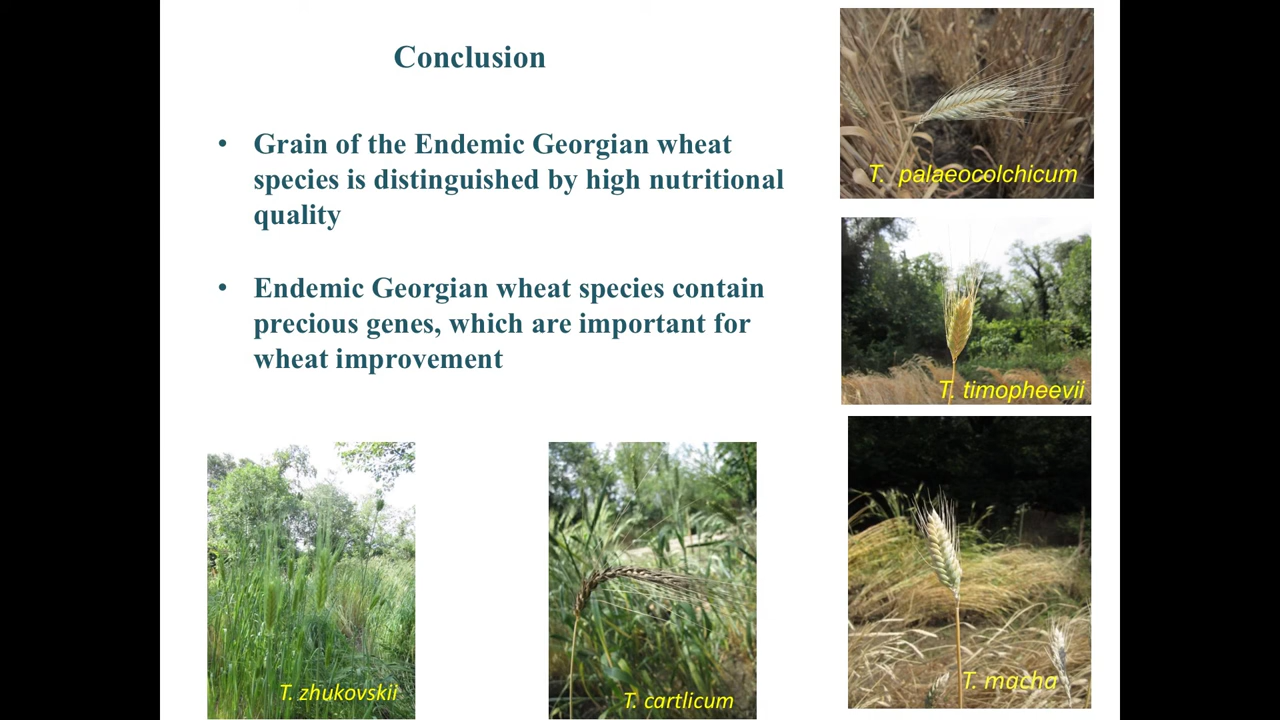 Conclusion
• Grain of the Endemic Georgian wheat
species is distinguished by high nutritional
quality
• Endemic Georgian wheat species contain
precious genes, which are important for
wheat improvement
T. palaeocolchicum
T. timopheevii
T. zhukovskii
T. cartlicum
T. macha